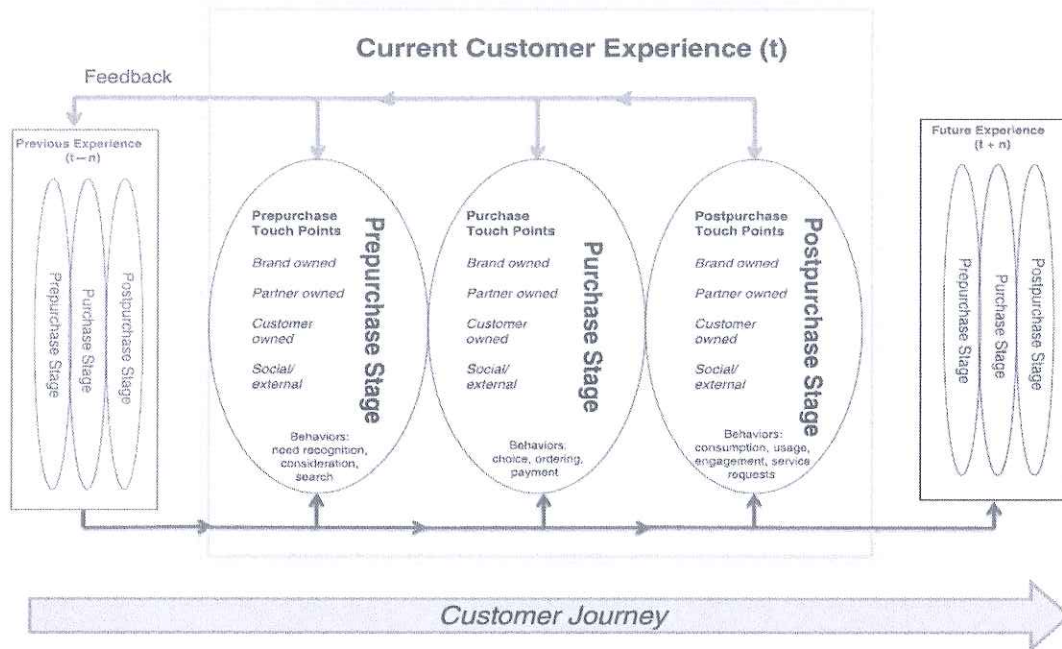 Current Customer Experience (t)
Feedback
Previous Experience
(t – n)
Prepurchase Stage
Purchase Stage
Postpurchase Stage
Prepurchase
Touch Points
Brand owned
Partner owned
Customer
owned
Social/
external
Behaviors:
need recognition,
consideration,
search
Prepurchase Stage
Purchase
Touch Points
Brand owned
Partner owned
Customer
owned
Social/
external
Behaviors:
choice, ordering,
payment
Purchase Stage
Postpurchase
Touch Points
Brand owned
Partner owned
Customer
owned
Social/
external
Behaviors:
consumption, usage,
engagement, service
requests
Postpurchase Stage
Future Experience
(t + n)
Prepurchase Stage
Purchase Stage
Postpurchase Stage
Customer Journey